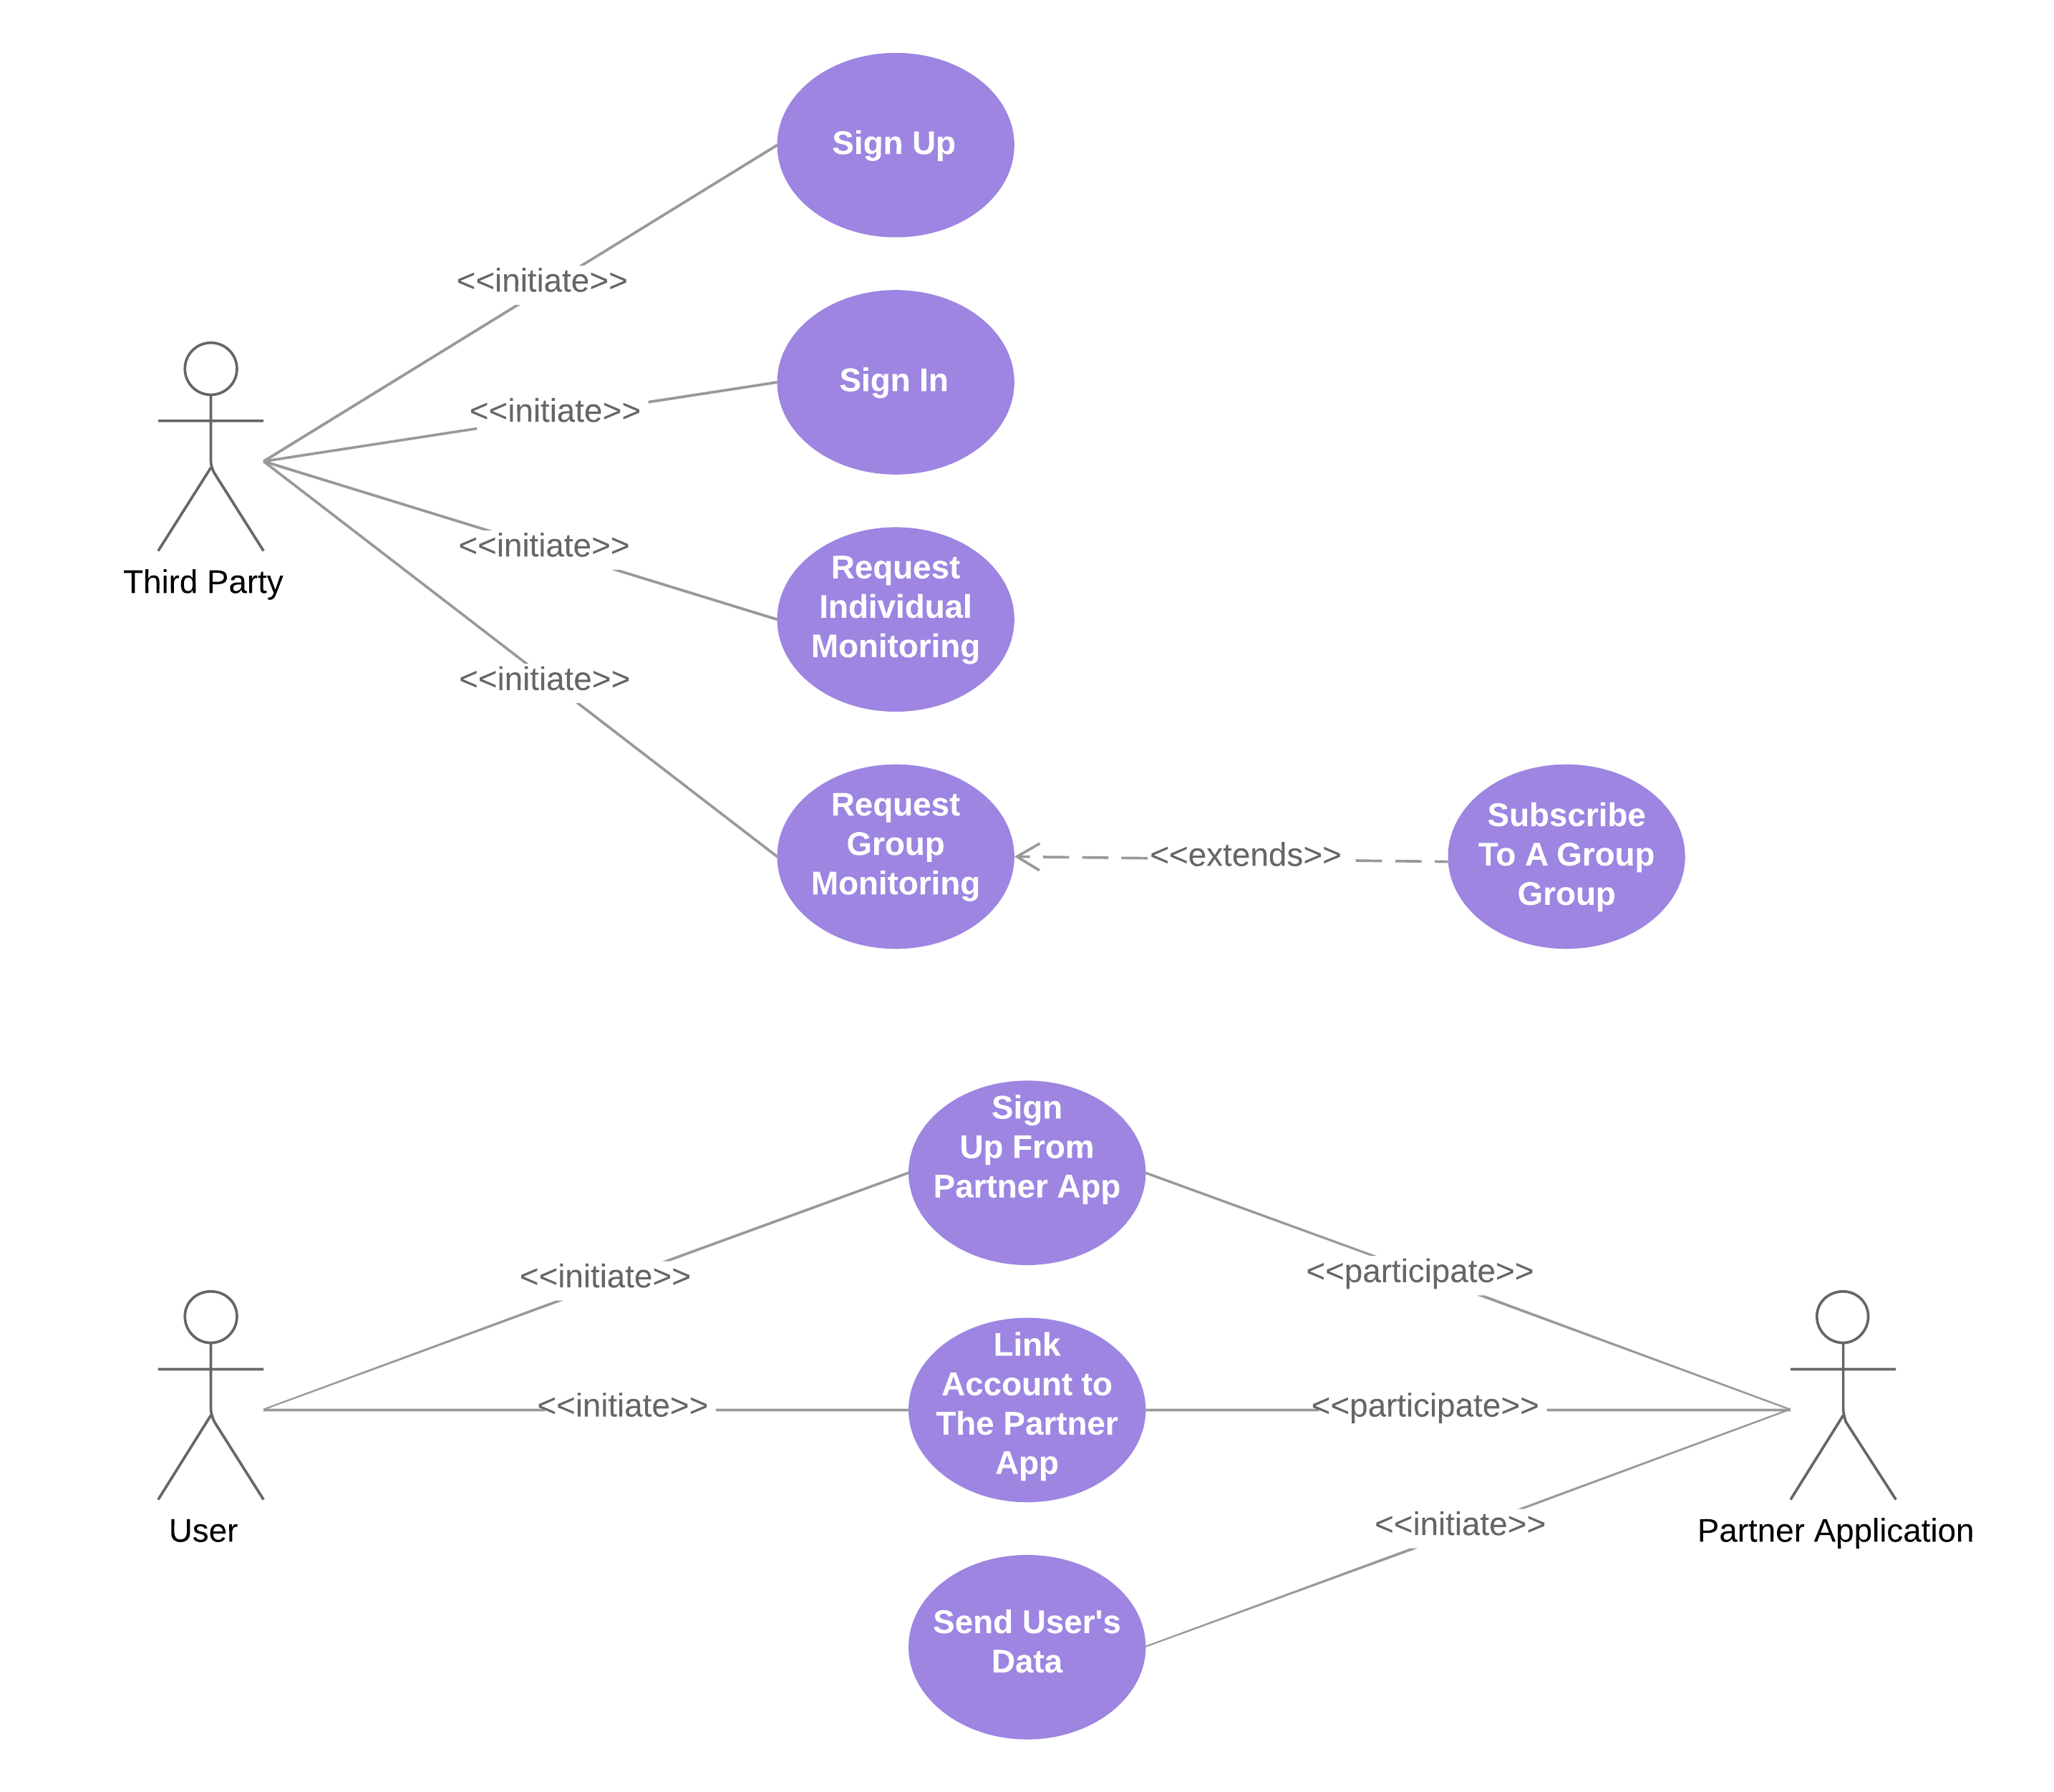 Sign Up
<<initiate>>
Sign In
<<initiate>>
Third Party
<<initiate>>
Request
Individual
Monitoring
<<initiate>>
Request
Group
Monitoring
<<extends>>
Subscribe
To A Group
Group
Sign
Up From
Partner App
<<initiate>>
<<participate>>
User
<<initiate>>
Link
Account to
The Partner
App
<<participate>>
Partner Application
<<initiate>>
Send User's
Data